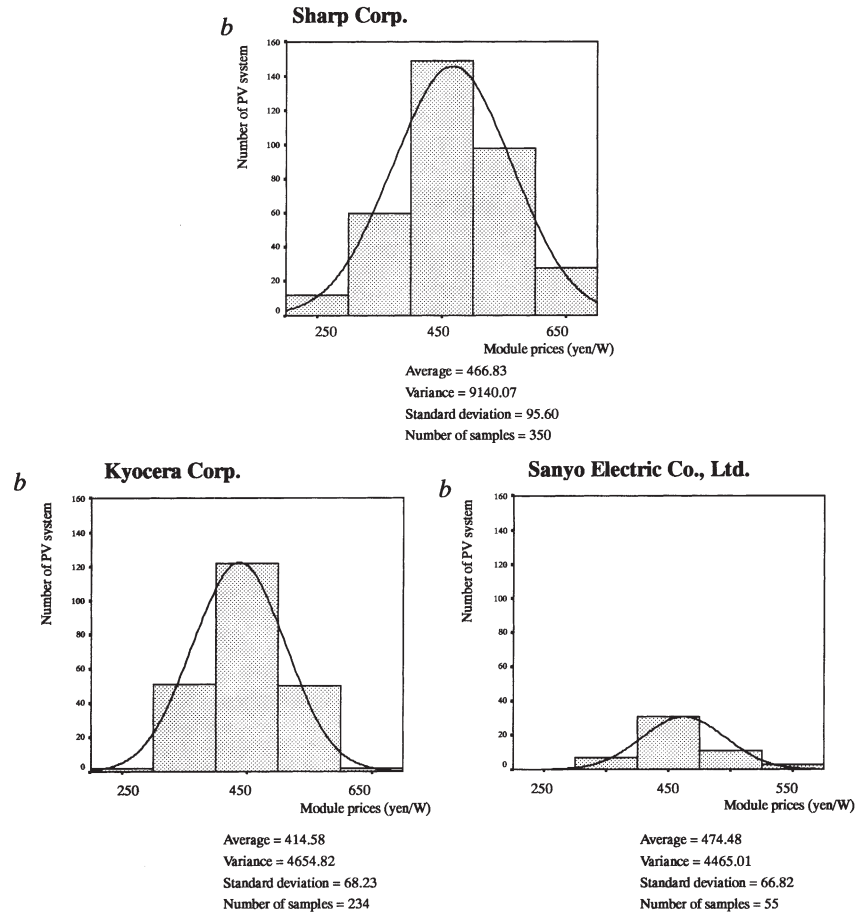 b
Sharp Corp.
Number of PV system
160
140
120
100
80
60
40
20
0
250 450 650
Module prices (yen/W)
Average = 466.83
Variance = 9140.07
Standard deviation = 95.60
Number of samples = 350
b
Kyocera Corp.
Number of PV system
160
140
120
100
80
60
40
20
0
250 450 650
Module prices (yen/W)
Average = 414.58
Variance = 4654.82
Standard deviation = 68.23
Number of samples = 234
b
Sanyo Electric Co., Ltd.
Number of PV system
160
140
120
100
80
60
40
20
0
250 450 550
Module prices (yen/W)
Average = 474.48
Variance = 4465.01
Standard deviation = 66.82
Number of samples = 55